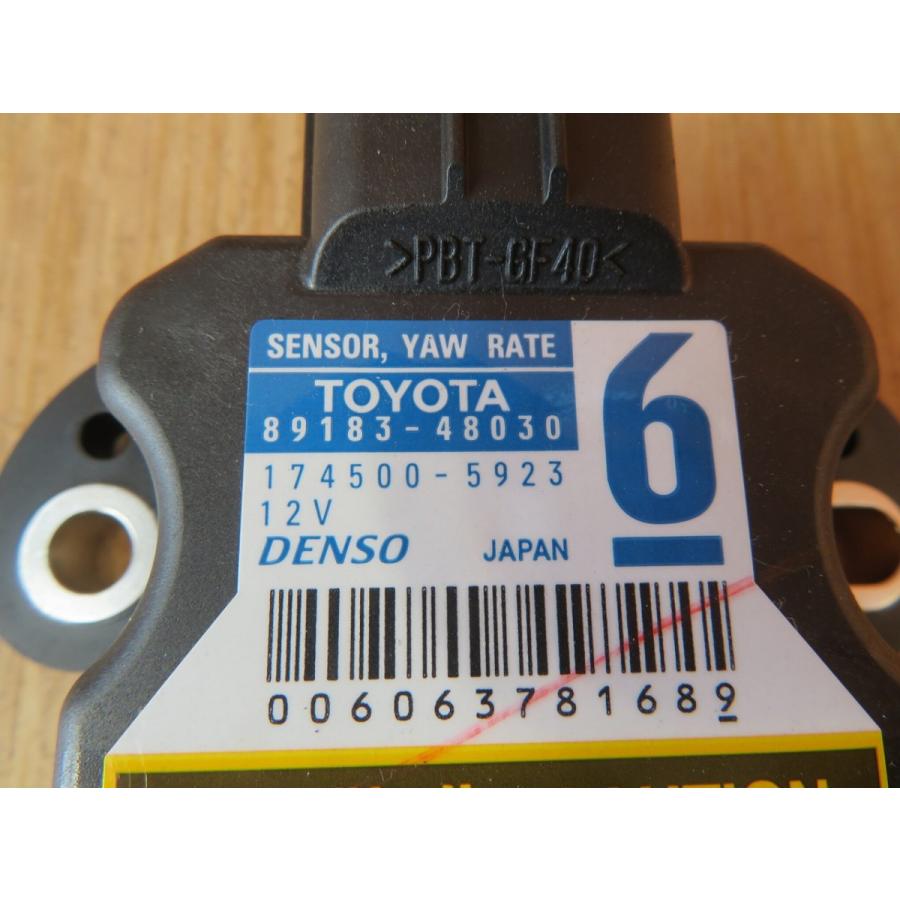 >PBT-GF40<
SENSOR, YAW RATE
TOYOTA
89183-48030
6
174500-5923
12V
DENSO JAPAN
006063781689